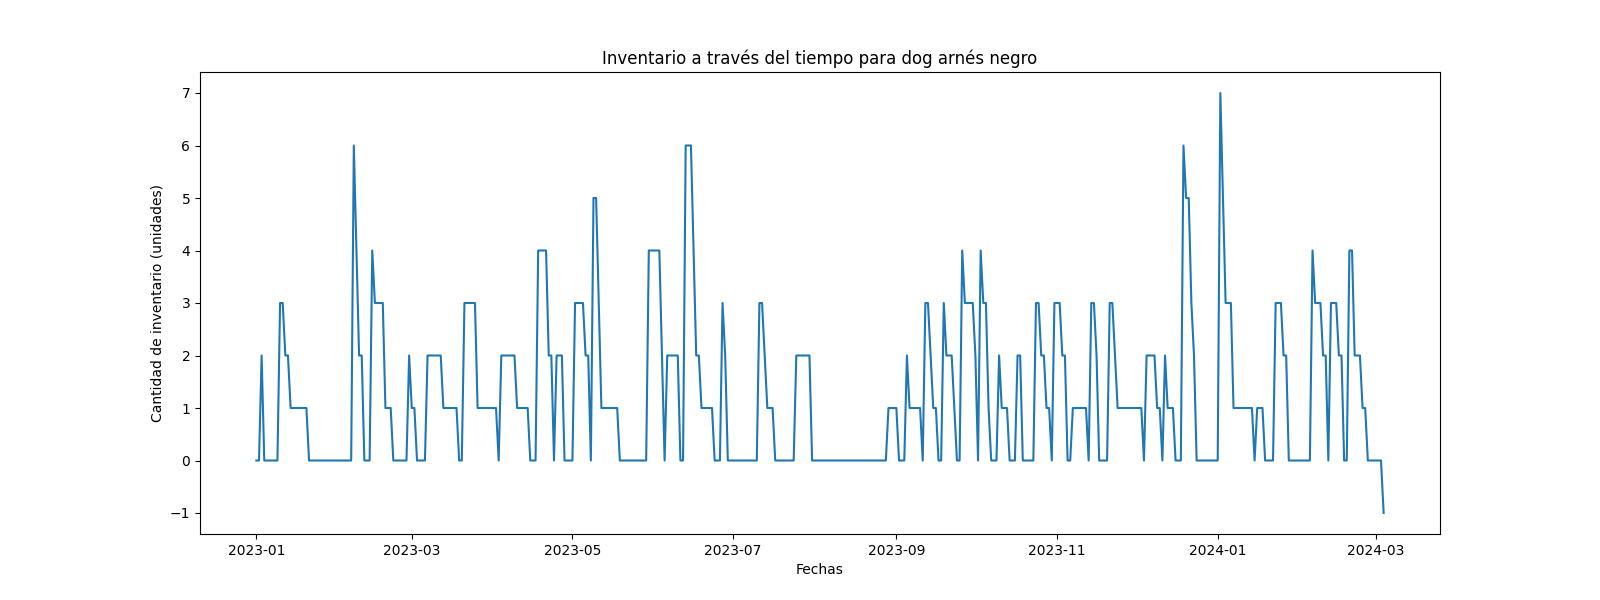 Inventario a través del tiempo para dog arnés negro
Cantidad de inventario (unidades)
7
6
5
4
3
2
1
0
−1
2023-01 2023-03 2023-05 2023-07 2023-09 2023-11 2024-01 2024-03
Fechas